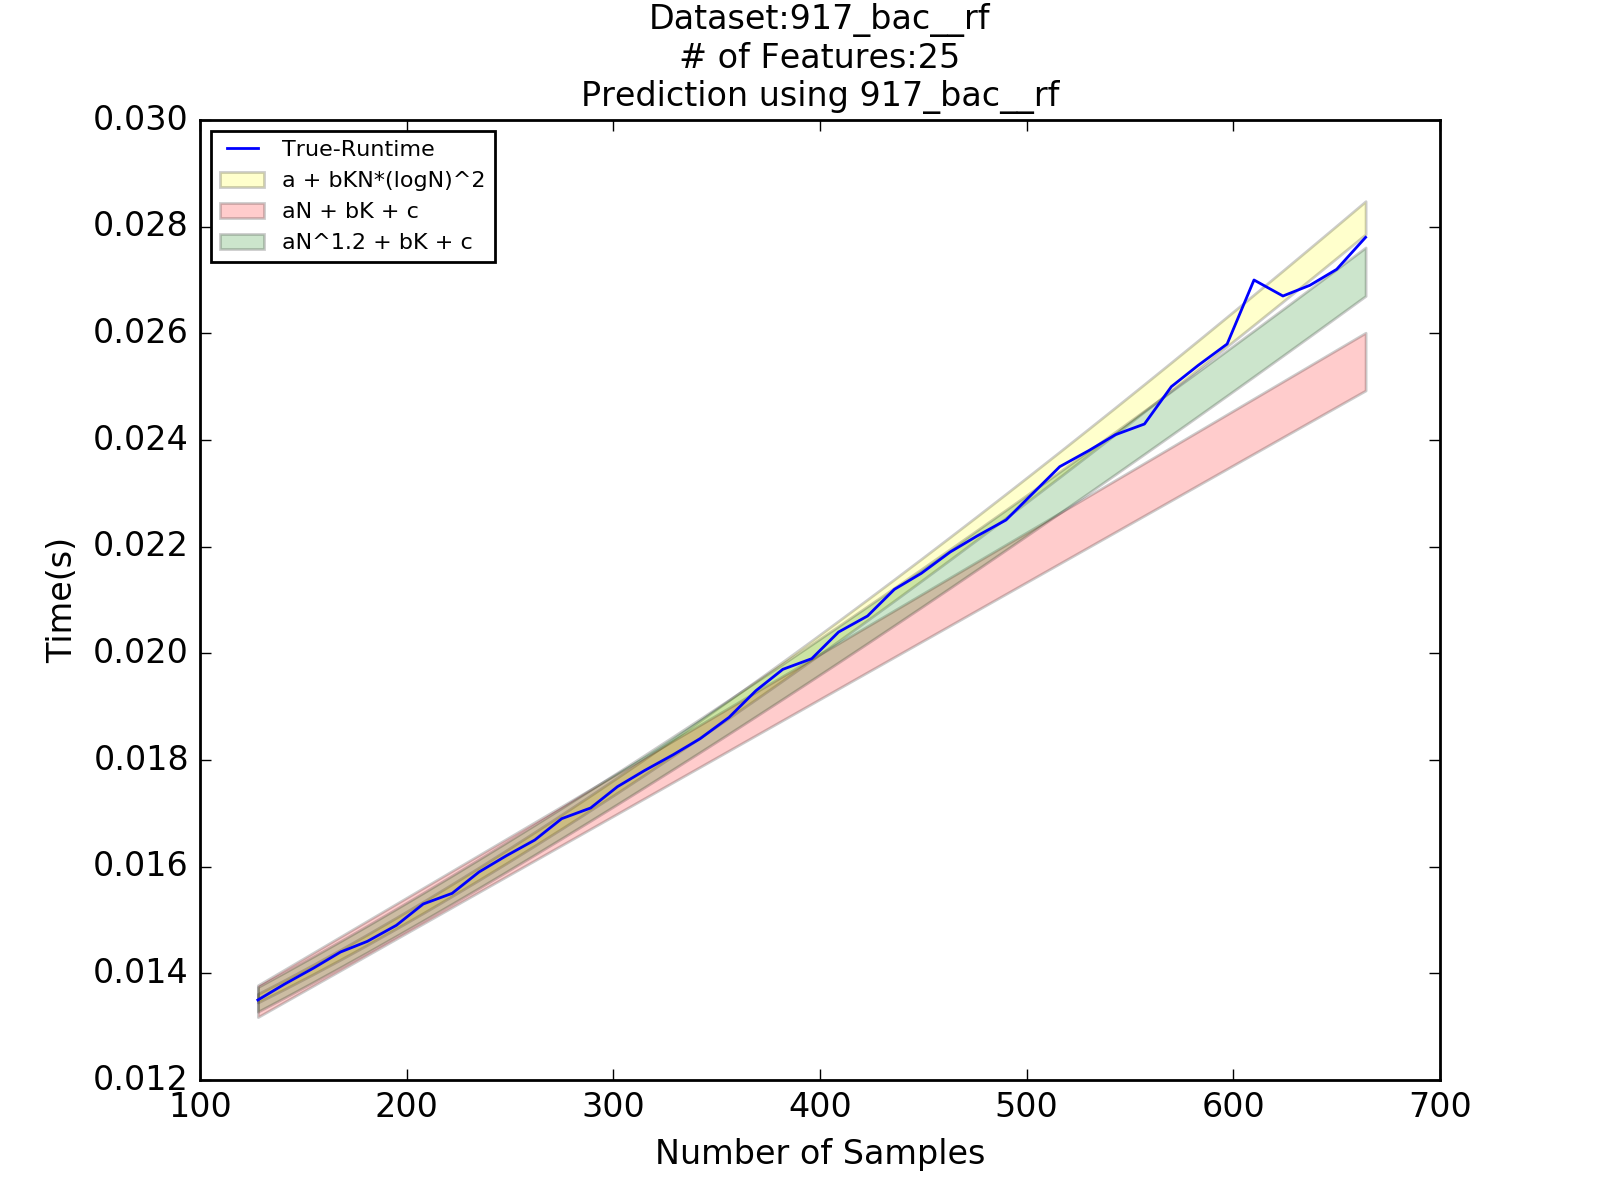 Dataset:917_bac__rf
# of Features:25
Prediction using 917_bac__rf
0.030
0.028
0.026
0.024
0.022
0.020
0.018
0.016
0.014
0.012
True-Runtime
a + bKN*(logN)^2
aN + bK + c
aN^1.2 + bK + c
Time(s)
100 200 300 400 500 600 700
Number of Samples